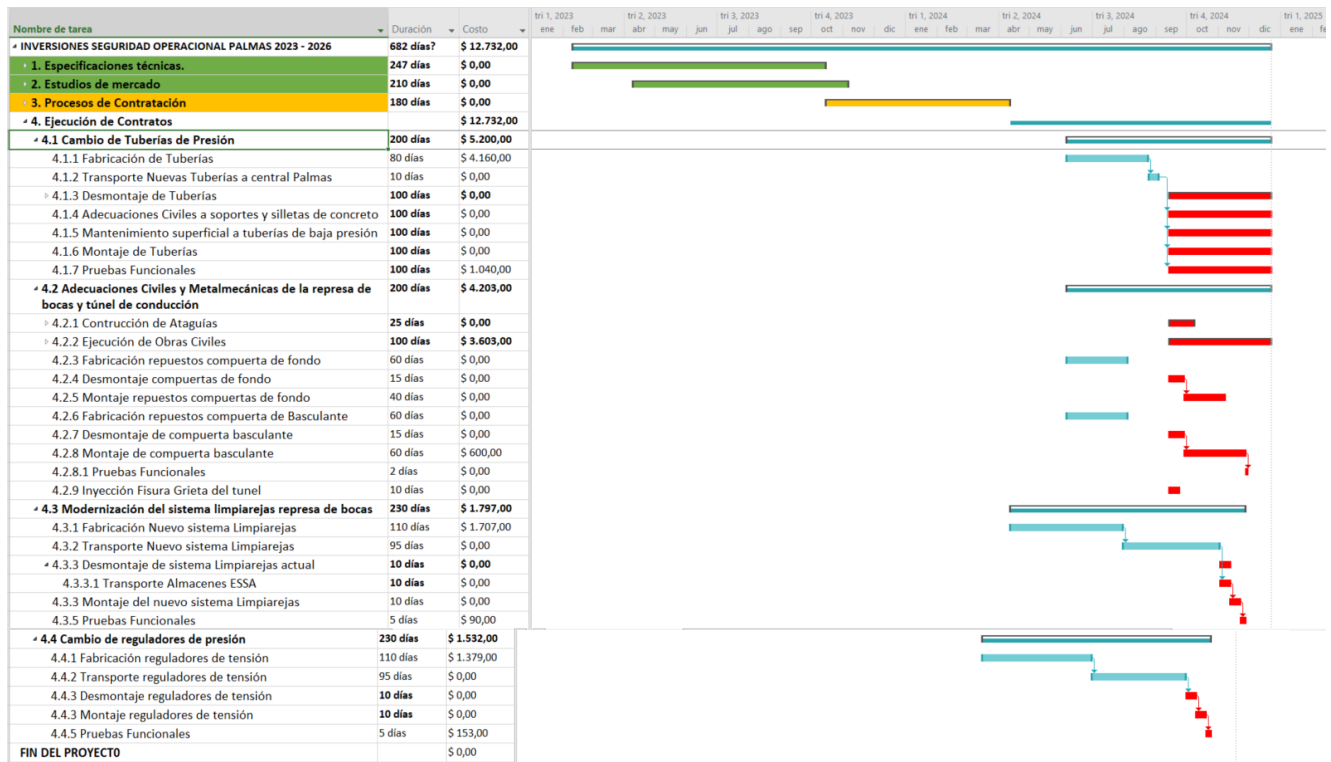 tri 1, 2023 tri 2, 2023 tri 3, 2023 tri 4, 2023 tri 1, 2024 tri 2, 2024 tri 3, 2024 tri 4, 2024 tri 1, 2025
Nombre de tarea Duración Costo ene feb mar abr may jun jul ago sep oct nov dic ene feb mar abr may jun jul ago sep oct nov dic ene fe
INVERSIONES SEGURIDAD OPERACIONAL PALMAS 2023 - 2026 682 días? $ 12.732,00
1. Especificaciones técnicas. 247 días $ 0,00
2. Estudios de mercado 210 días $ 0,00
3. Procesos de Contratación 180 días $ 0,00
4. Ejecución de Contratos $ 12.732,00
4.1 Cambio de Tuberías de Presión 200 días $ 5.200,00
4.1.1 Fabricación de Tuberías 80 días $ 4.160,00
4.1.2 Transporte Nuevas Tuberías a central Palmas 10 días $ 0,00
4.1.3 Desmontaje de Tuberías 100 días $ 0,00
4.1.4 Adecuaciones Civiles a soportes y silletas de concreto 100 días $ 0,00
4.1.5 Mantenimiento superficial a tuberías de baja presión 100 días $ 0,00
4.1.6 Montaje de Tuberías 100 días $ 0,00
4.1.7 Pruebas Funcionales 100 días $ 1.040,00
4.2 Adecuaciones Civiles y Metalmecánicas de la represa de 200 días $ 4.203,00
bocas y túnel de conducción
4.2.1 Contrucción de Ataguías 25 días $ 0,00
4.2.2 Ejecución de Obras Civiles 100 días $ 3.603,00
4.2.3 Fabricación repuestos compuerta de fondo 60 días $ 0,00
4.2.4 Desmontaje compuertas de fondo 15 días $ 0,00
4.2.5 Montaje repuestos compuertas de fondo 40 días $ 0,00
4.2.6 Fabricación repuestos compuerta de Basculante 60 días $ 0,00
4.2.7 Desmontaje de compuerta basculante 15 días $ 0,00
4.2.8 Montaje de compuerta basculante 60 días $ 600,00
4.2.8.1 Pruebas Funcionales 2 días $ 0,00
4.2.9 Inyección Fisura Grieta del tunel 10 días $ 0,00
4.3 Modernización del sistema limpiarejas represa de bocas 230 días $ 1.797,00
4.3.1 Fabricación Nuevo sistema Limpiarejas 110 días $ 1.707,00
4.3.2 Transporte Nuevo sistema Limpiarejas 95 días $ 0,00
4.3.3 Desmontaje de sistema Limpiarejas actual 10 días $ 0,00
4.3.3.1 Transporte Almacenes ESSA 10 días $ 0,00
4.3.3 Montaje del nuevo sistema Limpiarejas 10 días $ 0,00
4.3.5 Pruebas Funcionales 5 días $ 90,00
4.4 Cambio de reguladores de presión 230 días $ 1.532,00
4.4.1 Fabricación reguladores de tensión 110 días $ 1.379,00
4.4.2 Transporte reguladores de tensión 95 días $ 0,00
4.4.3 Desmontaje reguladores de tensión 10 días $ 0,00
4.4.3 Montaje reguladores de tensión 10 días $ 0,00
4.4.5 Pruebas Funcionales 5 días $ 153,00
FIN DEL PROYECTO $ 0,00